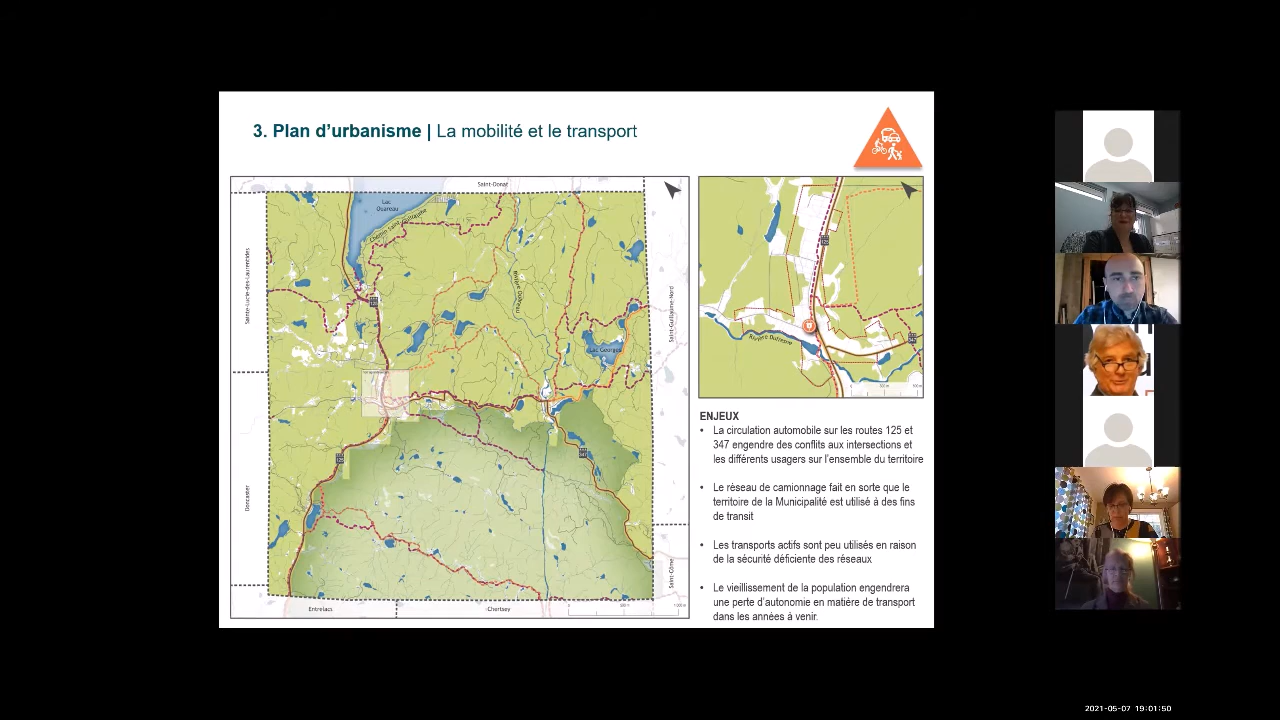 3. Plan d'urbanisme | La mobilité et le transport
Saint-Donat
Lac
Ouareau
Chemin Saint-Guillaume
Sainte-Lucie-des-Laurentides
Rivière Dufresne
Saint-Guillaume-Nord
Lac Georges
Doncaster
Saint-Côme
Entrelacs
Chertsey
Rivière Dufresne
ENJEUX
• La circulation automobile sur les routes 125 et
347 engendre des conflits aux intersections et
les différents usagers sur l'ensemble du territoire
• Le réseau de camionnage fait en sorte que le
territoire de la Municipalité est utilisé à des fins
de transit
• Les transports actifs sont peu utilisés en raison
de la sécurité déficiente des réseaux
• Le vieillissement de la population engendrera
une perte d'autonomie en matière de transport
dans les années à venir.
2021-05-07 19:01:50